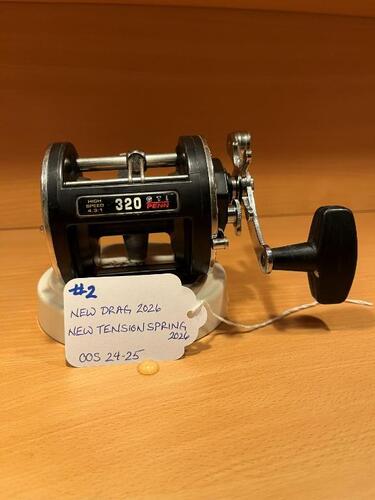 HIGH
SPEED
4.3:1
320
GTi
PENN
#2
NEW DRAG 2026
NEW TENSION SPRING
2026
OOS 24-25